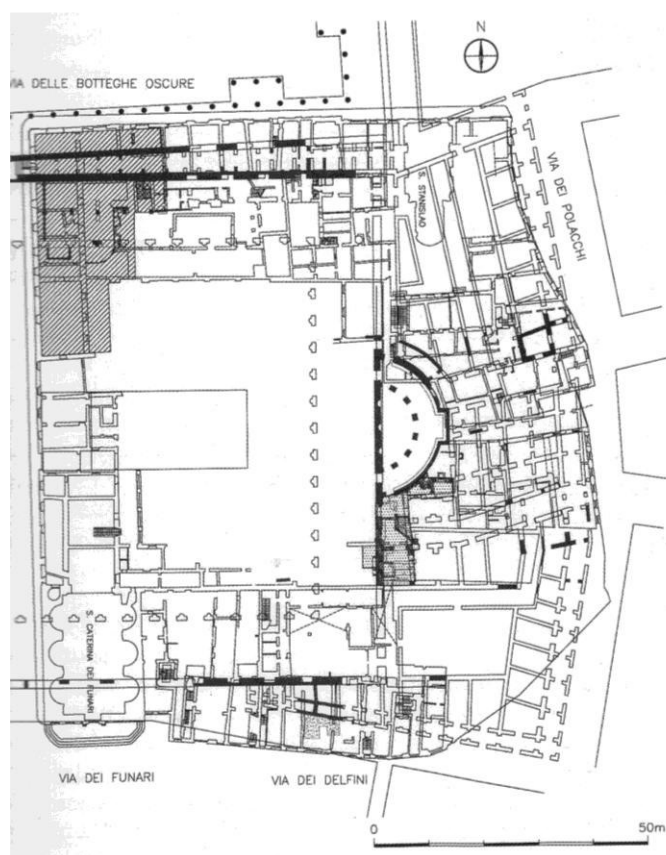 N
VIA DELLE BOTTEGHE OSCURE
VIA DEI POLACCHI
S. STANISLAO
S. CATERINA DEI FUNARI
VIA DEI FUNARI
VIA DEI DELFINI
0
50m